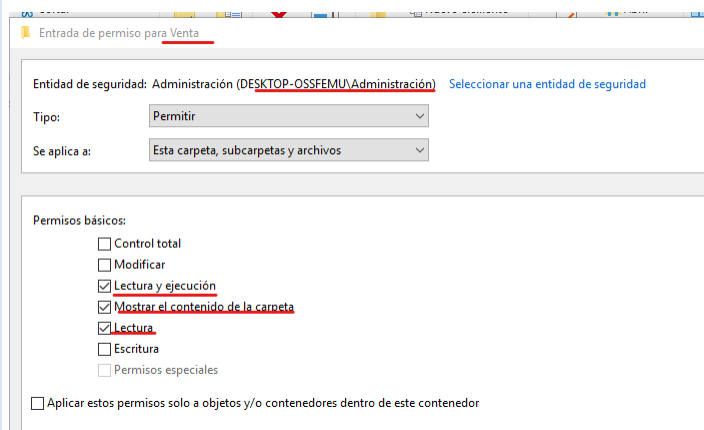 Entrada de permiso para Venta
Entidad de seguridad: Administración (DESKTOP-OSSFEMU\Administración) Seleccionar una entidad de seguridad
Tipo: Permitir
Se aplica a: Esta carpeta, subcarpetas y archivos
Permisos básicos:
Control total
Modificar
Lectura y ejecución
Mostrar el contenido de la carpeta
Lectura
Escritura
Permisos especiales
Aplicar estos permisos solo a objetos y/o contenedores dentro de este contenedor